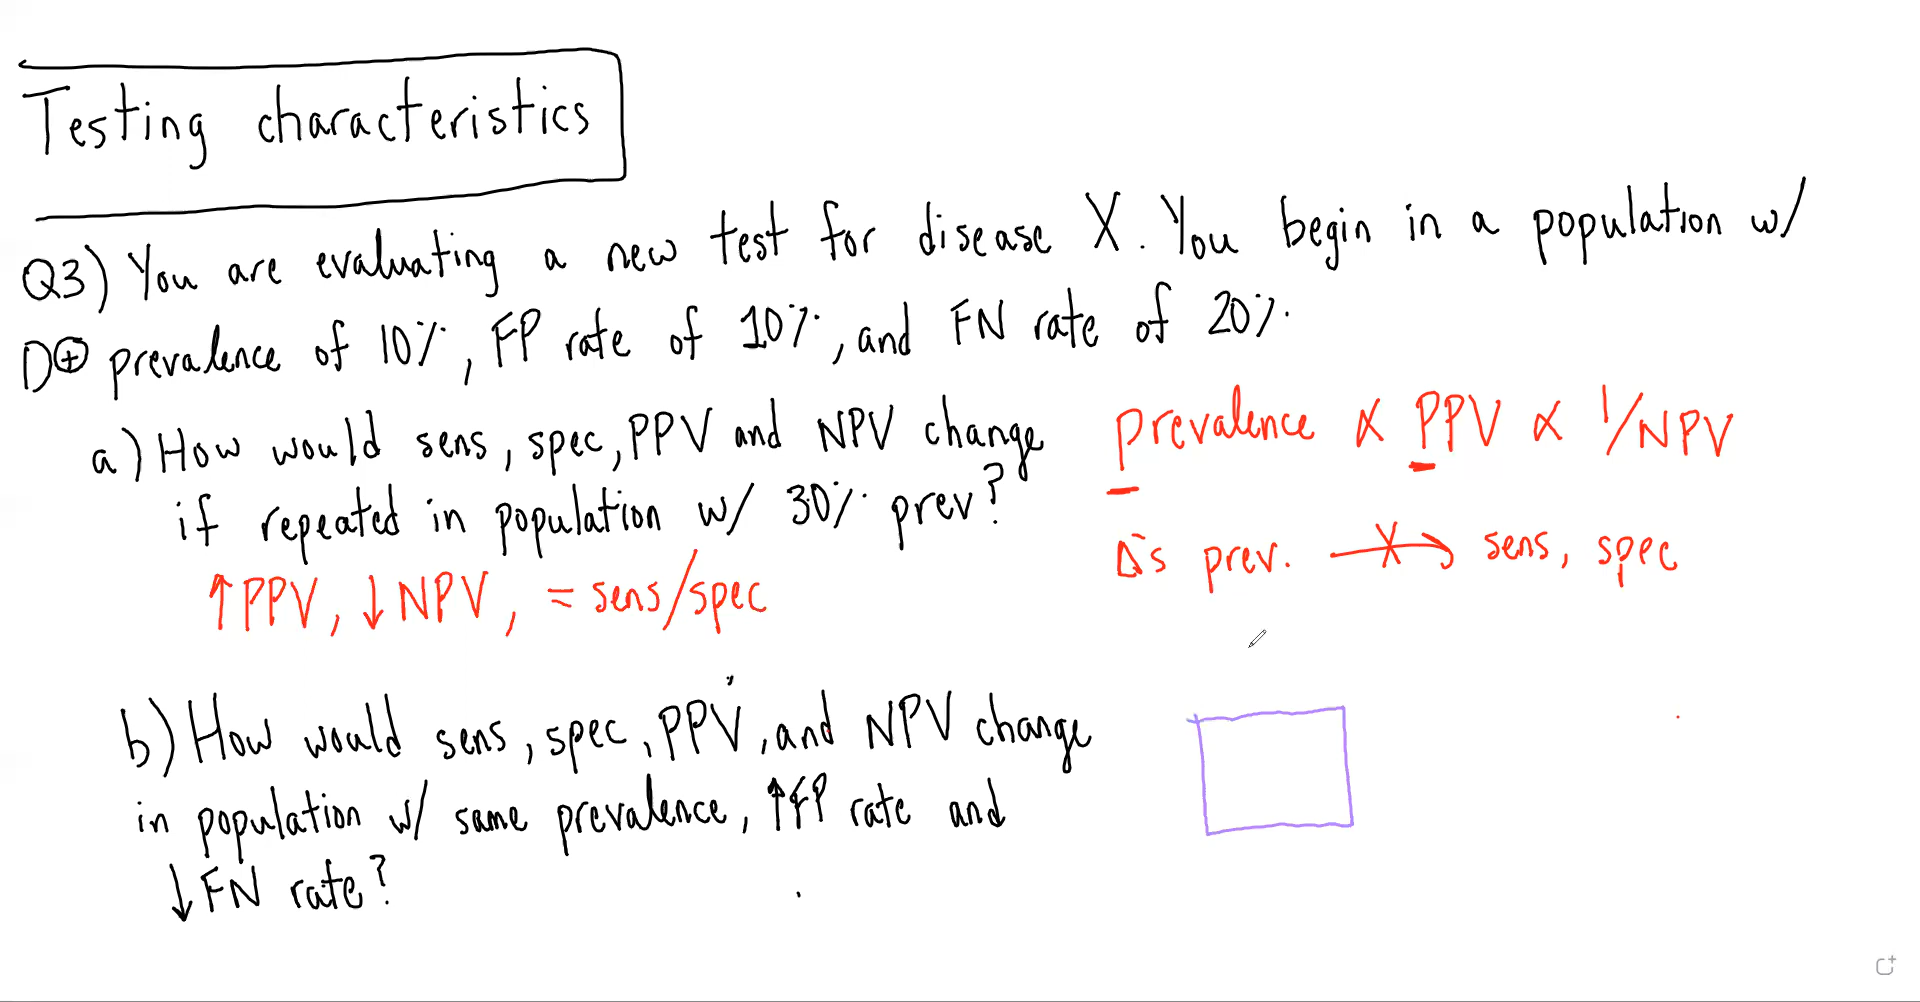 Testing characteristics
Q3) You are evaluating a new test for disease X. You begin in a population w/
D⊕ prevalence of 10%, FP rate of 10%, and FN rate of 20%.
a) How would sens, spec, PPV and NPV change
if repeated in population w/ 30% prev?
↑PPV, ↓NPV, = sens/spec
prevalence ∝ PPV ∝ 1/NPV
Δs prev. → sens, spec
b) How would sens, spec, PPV, and NPV change
in population w/ same prevalence, ↑FP rate and
↓FN rate?